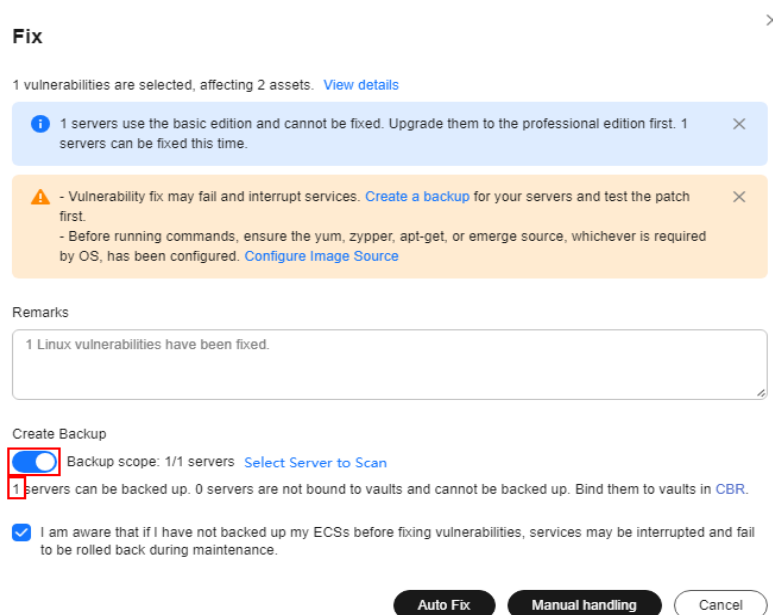 Fix
1 vulnerabilities are selected, affecting 2 assets. View details
1 servers use the basic edition and cannot be fixed. Upgrade them to the professional edition first. 1
servers can be fixed this time.
- Vulnerability fix may fail and interrupt services. Create a backup for your servers and test the patch
first.
- Before running commands, ensure the yum, zypper, apt-get, or emerge source, whichever is required
by OS, has been configured. Configure Image Source
Remarks
1 Linux vulnerabilities have been fixed.
Create Backup
Backup scope: 1/1 servers Select Server to Scan
1 servers can be backed up. 0 servers are not bound to vaults and cannot be backed up. Bind them to vaults in CBR.
I am aware that if I have not backed up my ECSs before fixing vulnerabilities, services may be interrupted and fail
to be rolled back during maintenance.
Auto Fix Manual handling Cancel